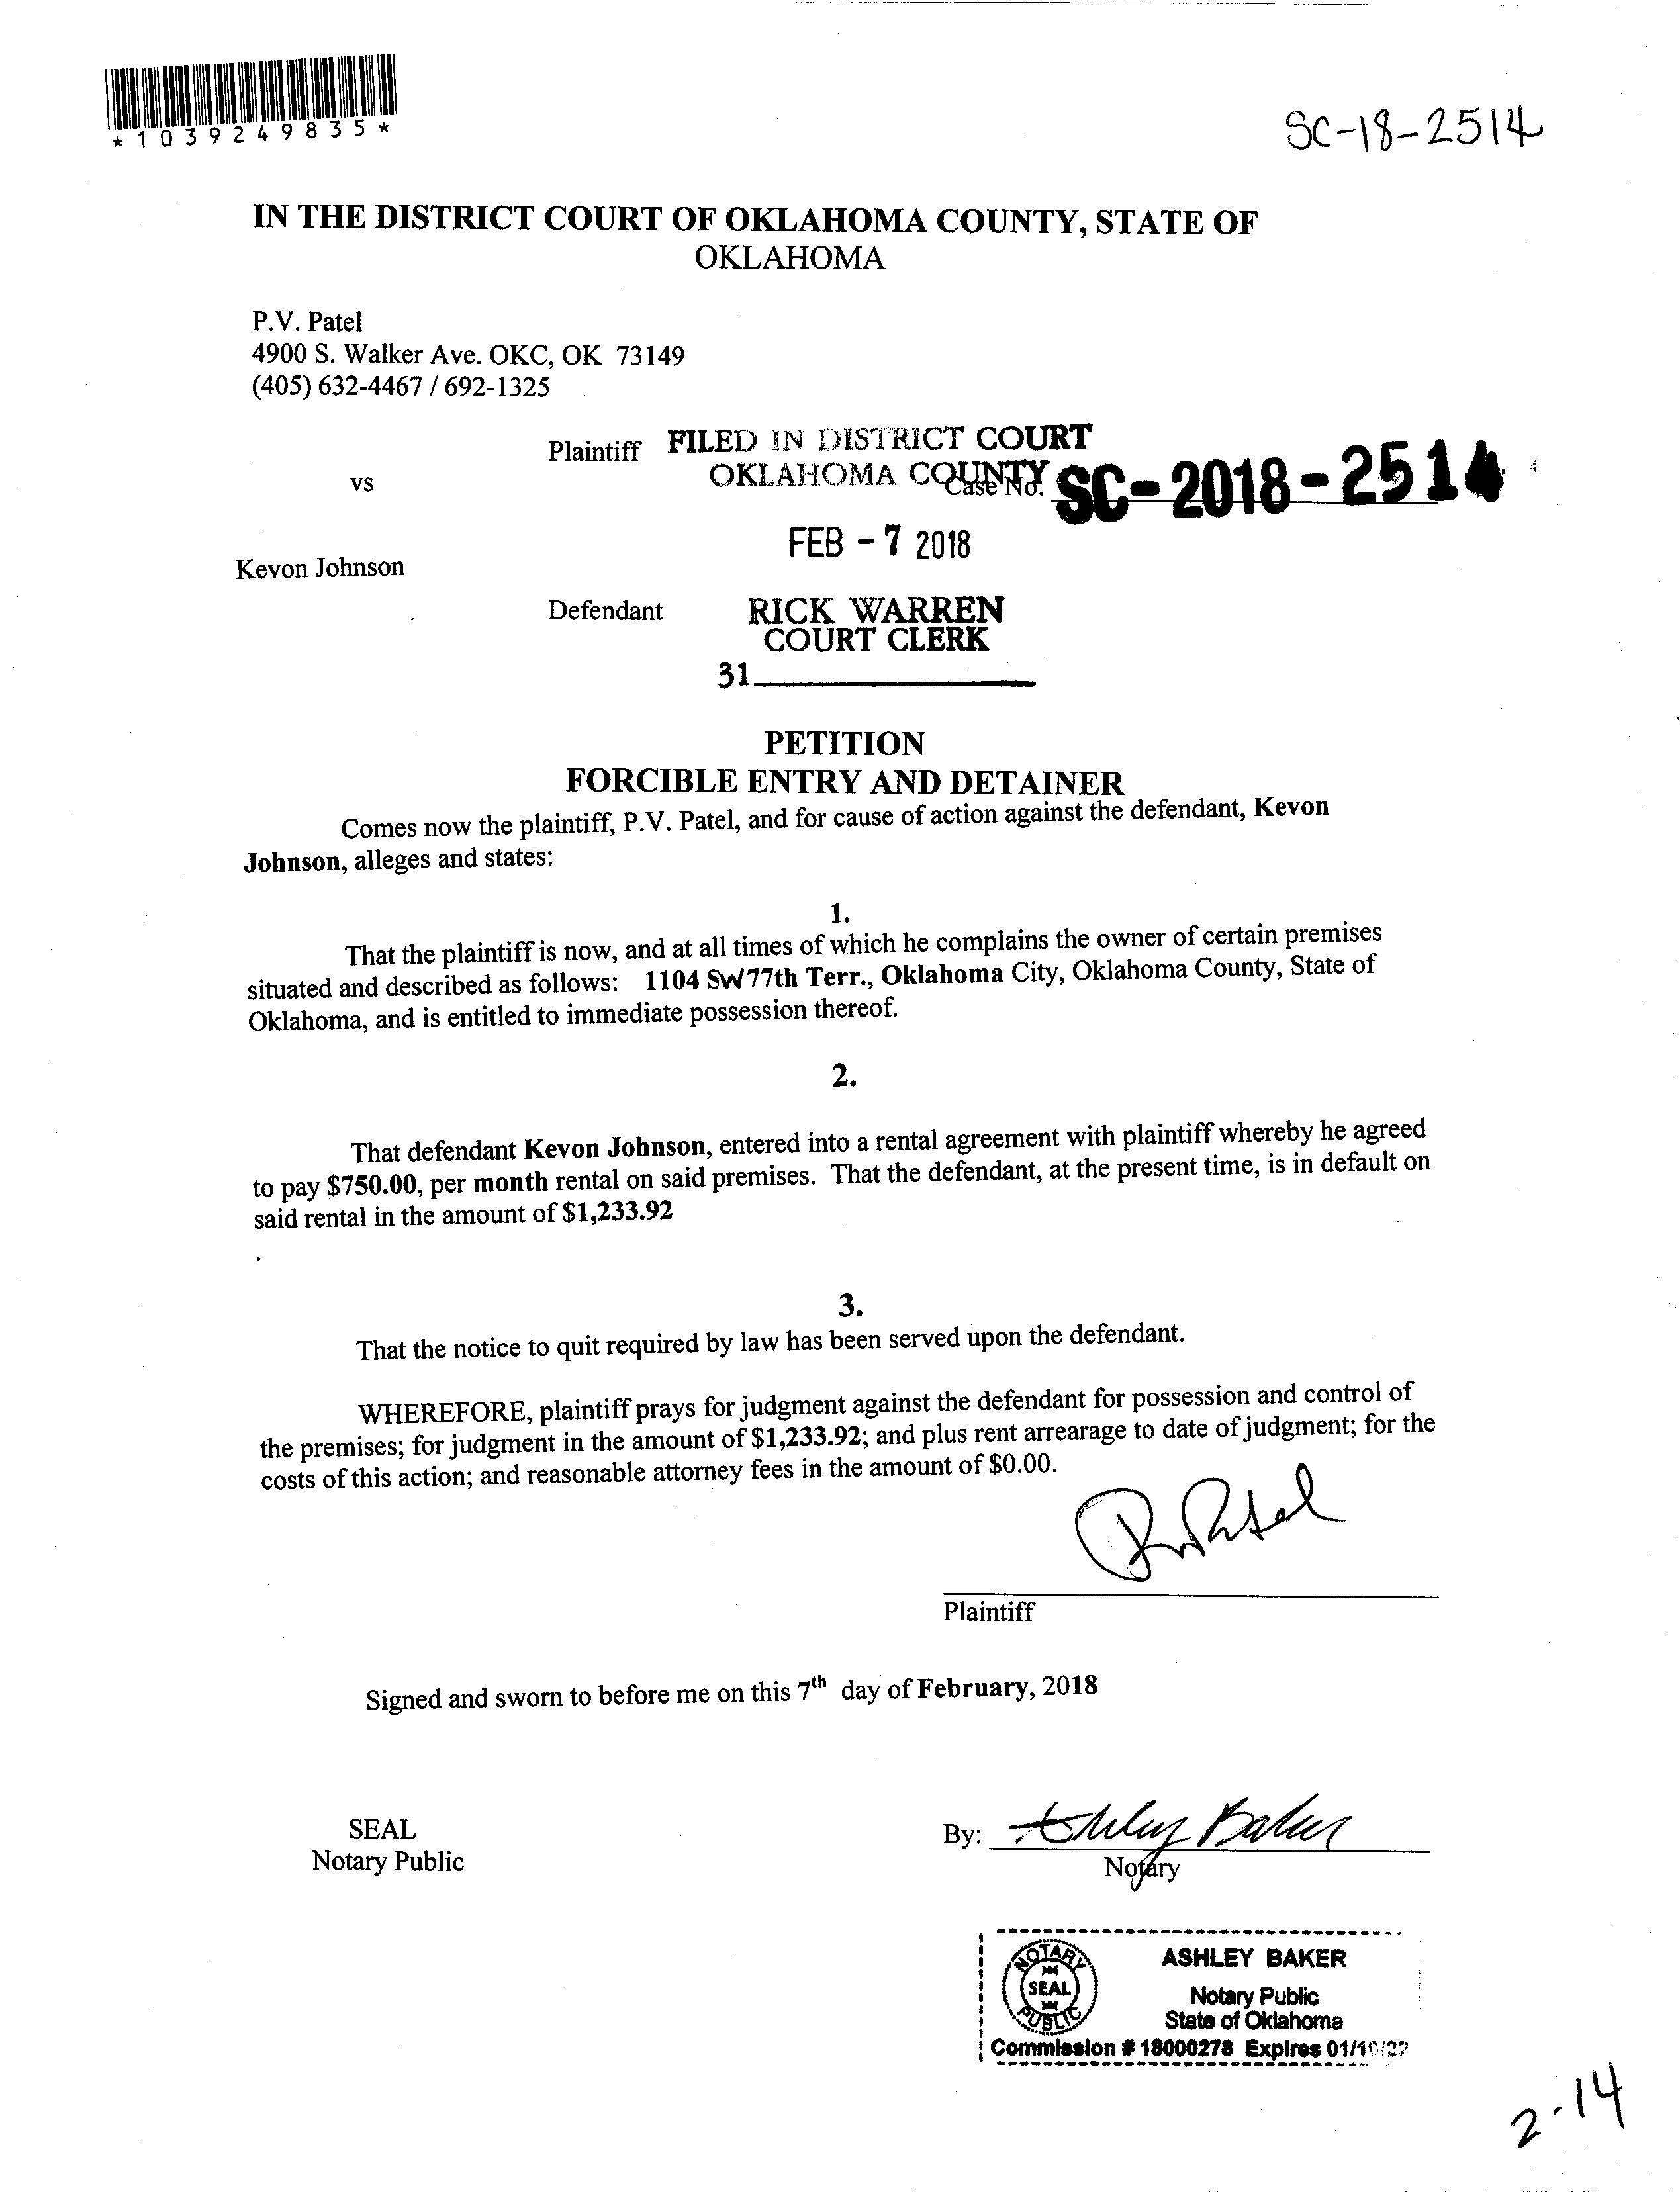 *1039249835*
SC-18-2514
IN THE DISTRICT COURT OF OKLAHOMA COUNTY, STATE OF
OKLAHOMA
P.V. Patel
4900 S. Walker Ave. OKC, OK 73149
(405) 632-4467 / 692-1325
Plaintiff
FILED IN DISTRICT COURT
OKLAHOMA COUNTY
vs
Case No. SC-2018-2514
FEB - 7 2018
Kevon Johnson
Defendant
RICK WARREN
COURT CLERK
31
PETITION
FORCIBLE ENTRY AND DETAINER
Comes now the plaintiff, P.V. Patel, and for cause of action against the defendant, Kevon
Johnson, alleges and states:
1.
That the plaintiff is now, and at all times of which he complains the owner of certain premises
situated and described as follows: 1104 SW 77th Terr., Oklahoma City, Oklahoma County, State of
Oklahoma, and is entitled to immediate possession thereof.
2.
That defendant Kevon Johnson, entered into a rental agreement with plaintiff whereby he agreed
to pay $750.00, per month rental on said premises. That the defendant, at the present time, is in default on
said rental in the amount of $1,233.92
.
3.
That the notice to quit required by law has been served upon the defendant.
WHEREFORE, plaintiff prays for judgment against the defendant for possession and control of
the premises; for judgment in the amount of $1,233.92; and plus rent arrearage to date of judgment; for the
costs of this action; and reasonable attorney fees in the amount of $0.00.
Plaintiff
Signed and sworn to before me on this 7th day of February, 2018
SEAL
Notary Public
By: Ashley Baker
Notary
NOTARY
SEAL
PUBLIC
ASHLEY BAKER
Notary Public
State of Oklahoma
Commission # 18000278 Expires
2-14